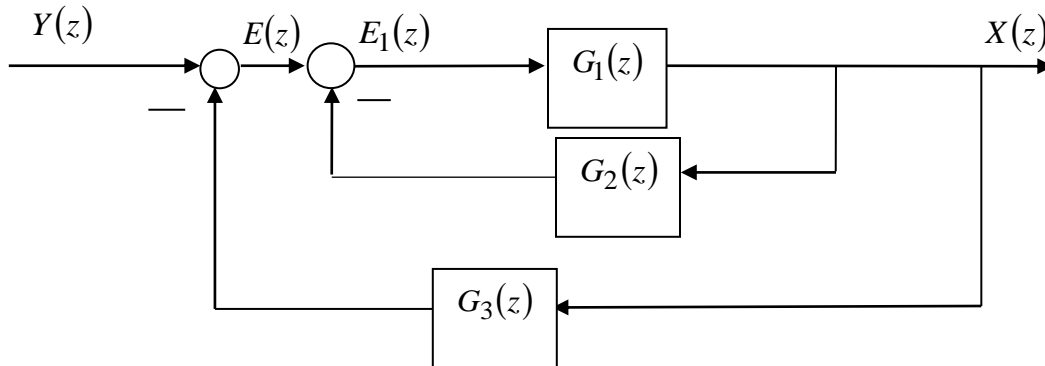 Y(z)
E(z)
E₁(z)
G₁(z)
X(z)
—
—
G₂(z)
G₃(z)